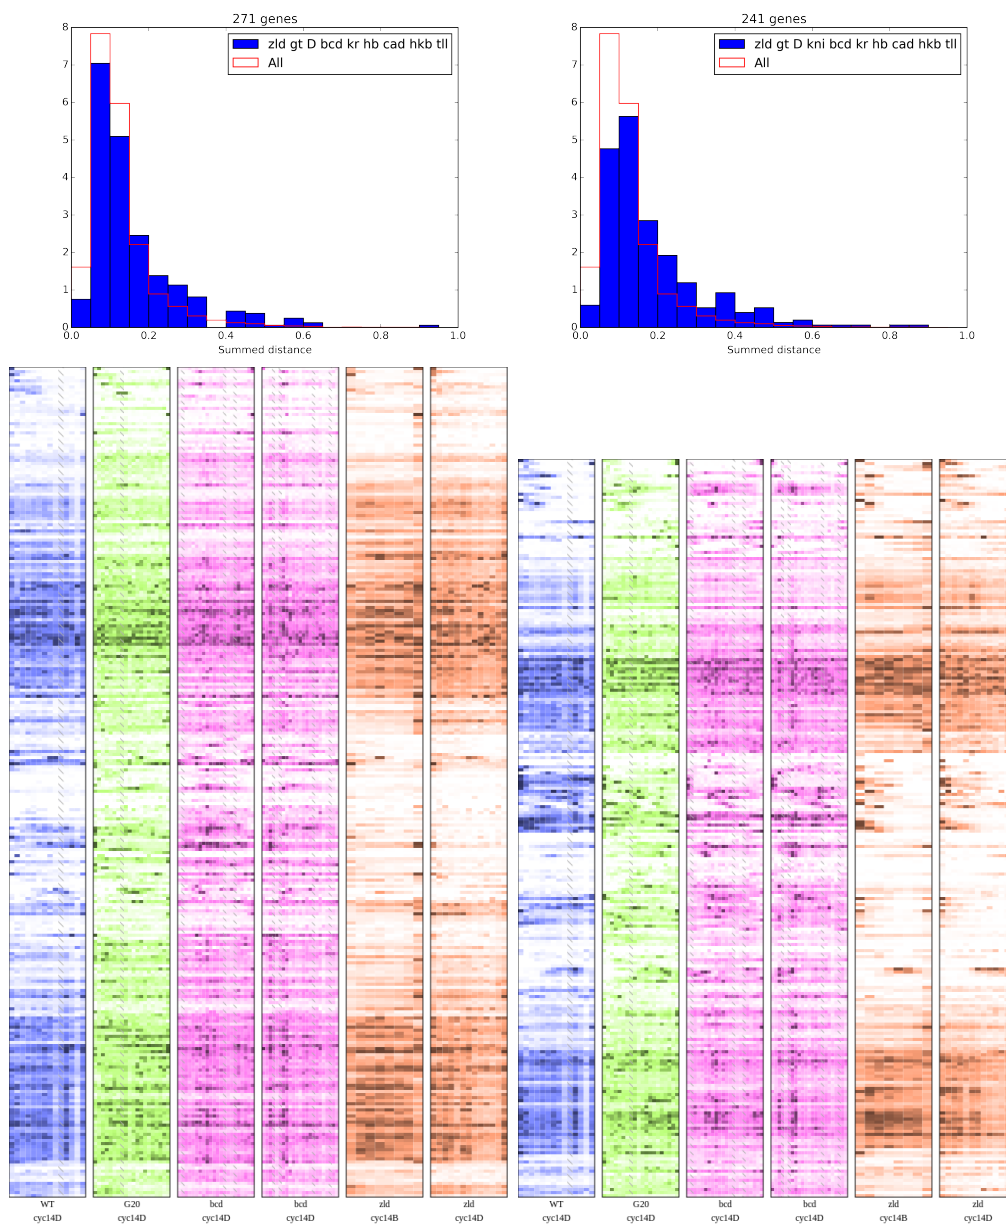 271 genes
8
7
6
5
4
3
2
1
0
0.0 0.2 0.4 0.6 0.8 1.0
Summed distance
zld gt D bcd kr hb cad hkb tll
All
241 genes
8
7
6
5
4
3
2
1
0
0.0 0.2 0.4 0.6 0.8 1.0
Summed distance
zld gt D kni bcd kr hb cad hkb tll
All
WT G20 bcd bcd zld zld WT G20 bcd bcd zld zld
cyc14D cyc14D cyc14D cyc14D cyc14B cyc14D cyc14D cyc14D cyc14D cyc14D cyc14B cyc14D